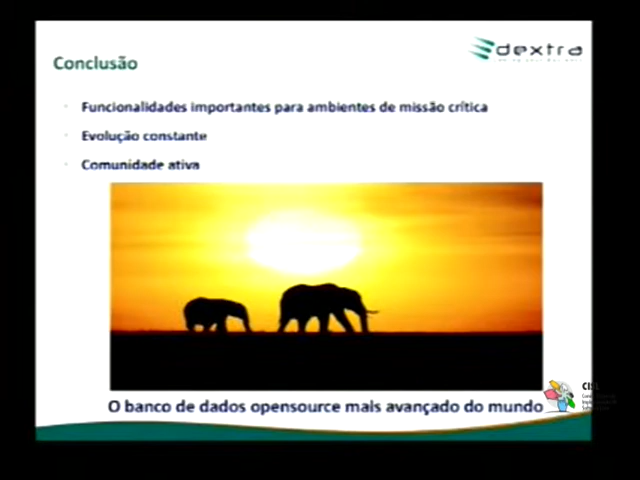 dextra
Conclusão
Funcionalidades importantes para ambientes de missão crítica
Evolução constante
Comunidade ativa
O banco de dados opensource mais avançado do mundo